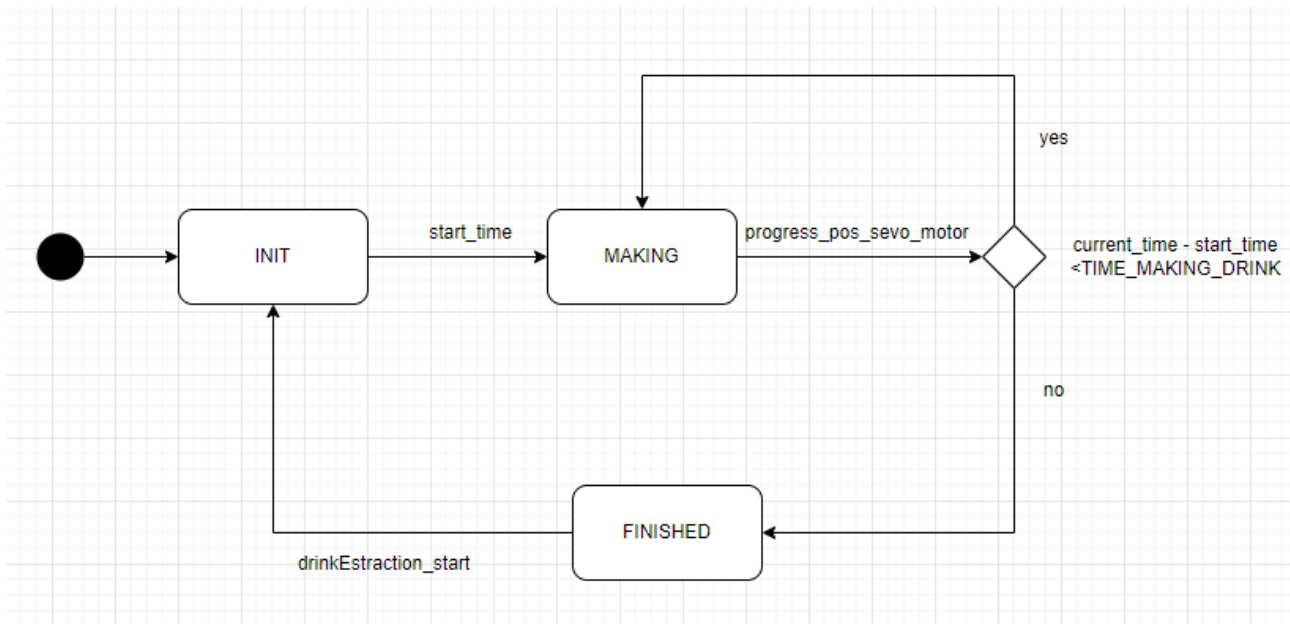 yes
start_time
progress_pos_sevo_motor
INIT
MAKING
current_time - start_time
<TIME_MAKING_DRINK
no
FINISHED
drinkEstraction_start